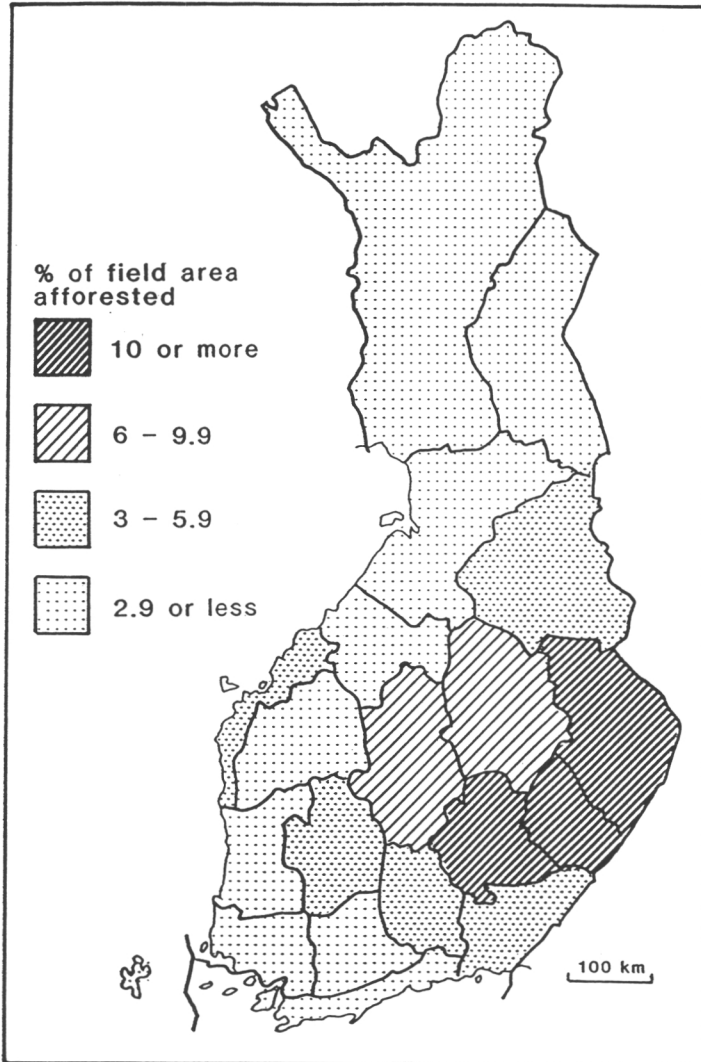 % of field area
afforested
10 or more
6 – 9.9
3 – 5.9
2.9 or less
100 km